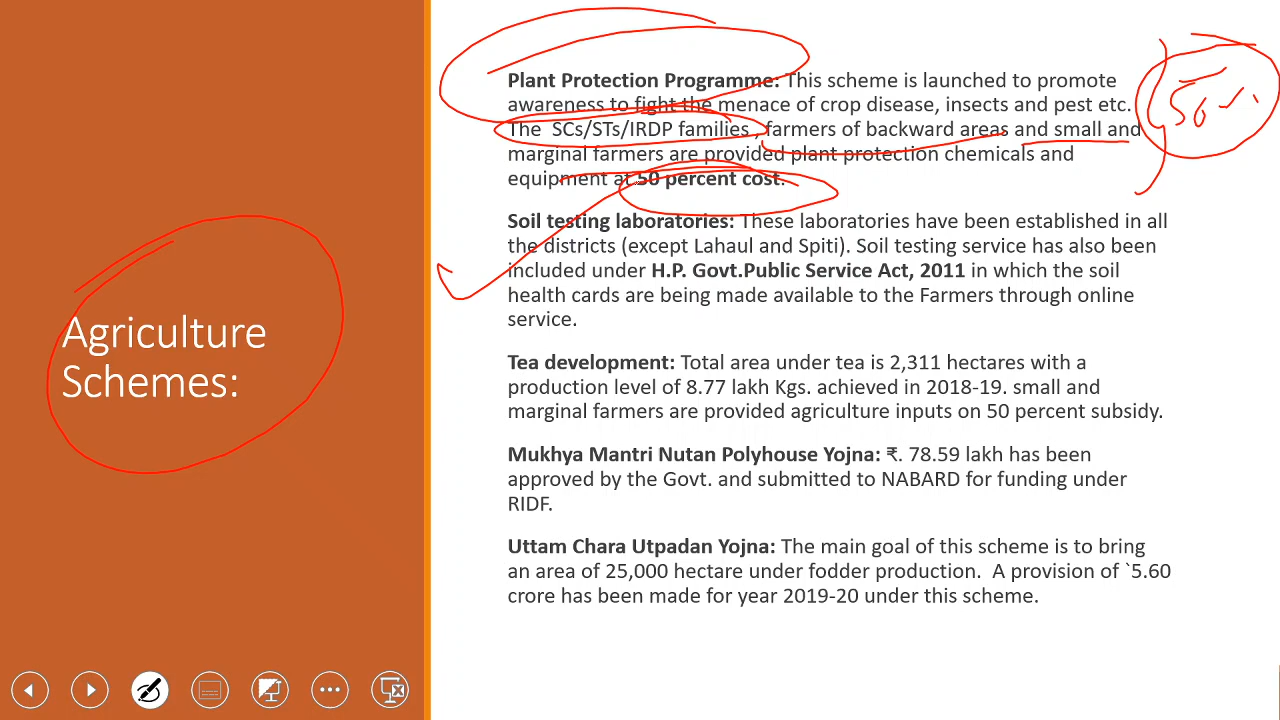 Agriculture
Schemes:
Plant Protection Programme: This scheme is launched to promote
awareness to fight the menace of crop disease, insects and pest etc.
The SCs/STs/IRDP families , farmers of backward areas and small and
marginal farmers are provided plant protection chemicals and
equipment at 50 percent cost.
50%
Soil testing laboratories: These laboratories have been established in all
the districts (except Lahaul and Spiti). Soil testing service has also been
included under H.P. Govt.Public Service Act, 2011 in which the soil
health cards are being made available to the Farmers through online
service.
Tea development: Total area under tea is 2,311 hectares with a
production level of 8.77 lakh Kgs. achieved in 2018-19. small and
marginal farmers are provided agriculture inputs on 50 percent subsidy.
Mukhya Mantri Nutan Polyhouse Yojna: ₹. 78.59 lakh has been
approved by the Govt. and submitted to NABARD for funding under
RIDF.
Uttam Chara Utpadan Yojna: The main goal of this scheme is to bring
an area of 25,000 hectare under fodder production. A provision of `5.60
crore has been made for year 2019-20 under this scheme.